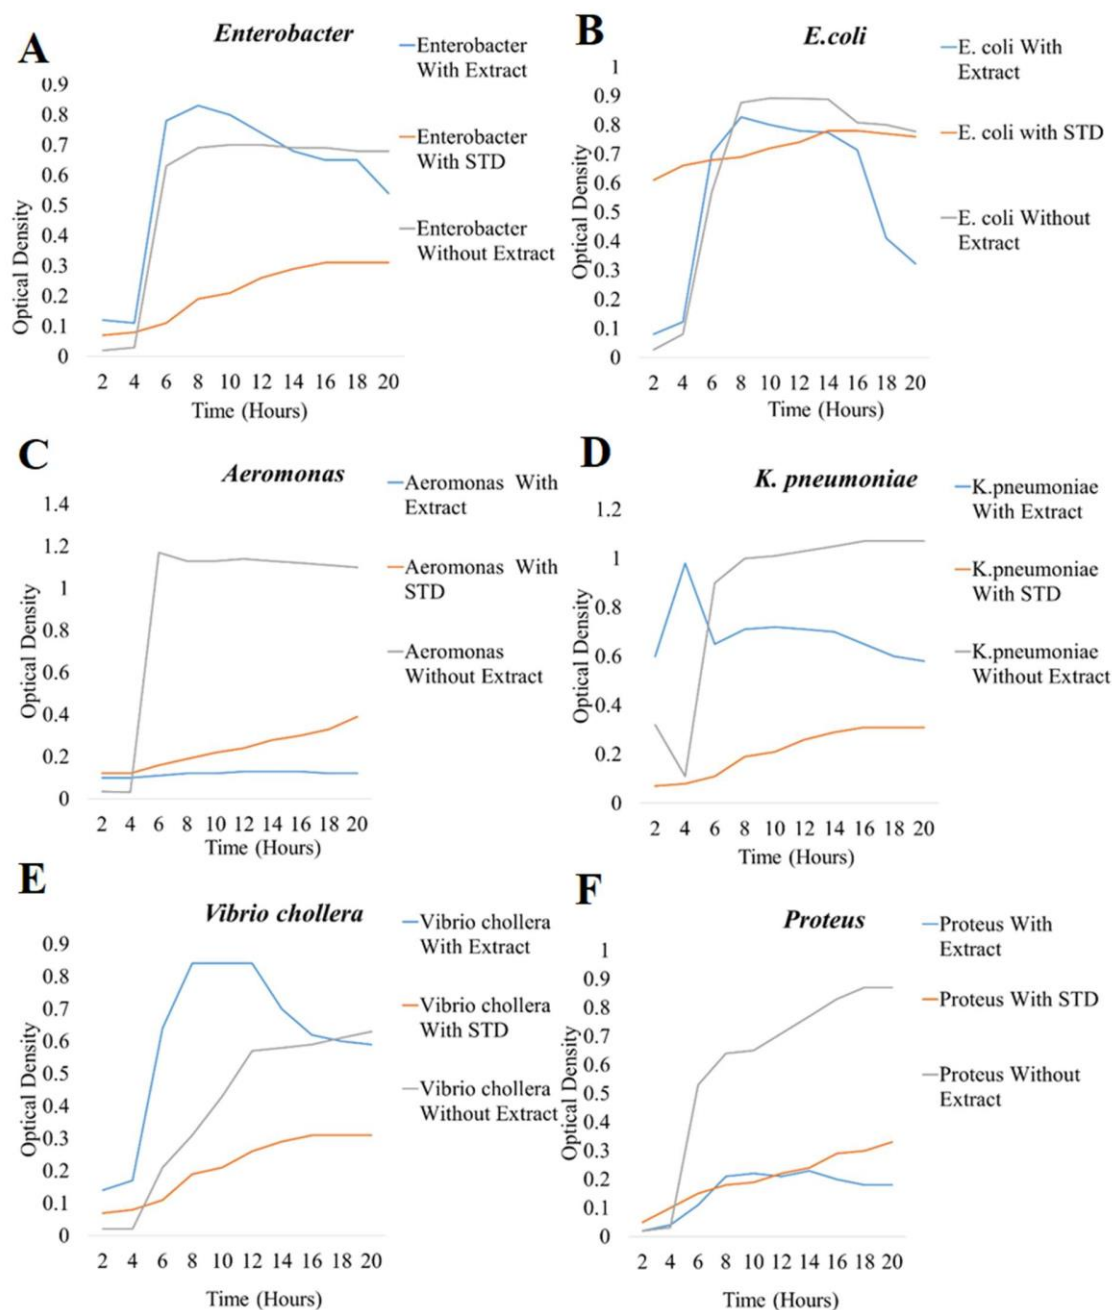 A
Enterobacter
Enterobacter
With Extract
Enterobacter
With STD
Enterobacter
Without Extract
0.9
0.8
0.7
0.6
0.5
0.4
0.3
0.2
0.1
0
Optical Density
2 4 6 8 10 12 14 16 18 20
Time (Hours)
B
E.coli
E. coli With
Extract
E. coli with STD
E. coli Without
Extract
1
0.9
0.8
0.7
0.6
0.5
0.4
0.3
0.2
0.1
0
Optical Density
2 4 6 8 10 12 14 16 18 20
Time (Hours)
C
Aeromonas
Aeromonas With
Extract
Aeromonas With
STD
Aeromonas
Without Extract
1.4
1.2
1
0.8
0.6
0.4
0.2
0
Optical Density
2 4 6 8 10 12 14 16 18 20
Time (Hours)
D
K. pneumoniae
K.pneumoniae
With Extract
K.pneumoniae
With STD
K.pneumoniae
Without Extract
1.2
1
0.8
0.6
0.4
0.2
0
Optical Density
2 4 6 8 10 12 14 16 18 20
Time (Hours)
E
Vibrio chollera
Vibrio chollera
With Extract
Vibrio chollera
With STD
Vibrio chollera
Without Extract
0.9
0.8
0.7
0.6
0.5
0.4
0.3
0.2
0.1
0
Optical Density
2 4 6 8 10 12 14 16 18 20
Time (Hours)
F
Proteus
Proteus With
Extract
Proteus With STD
Proteus Without
Extract
1
0.9
0.8
0.7
0.6
0.5
0.4
0.3
0.2
0.1
0
Optical Density
2 4 6 8 10 12 14 16 18 20
Time (Hours)